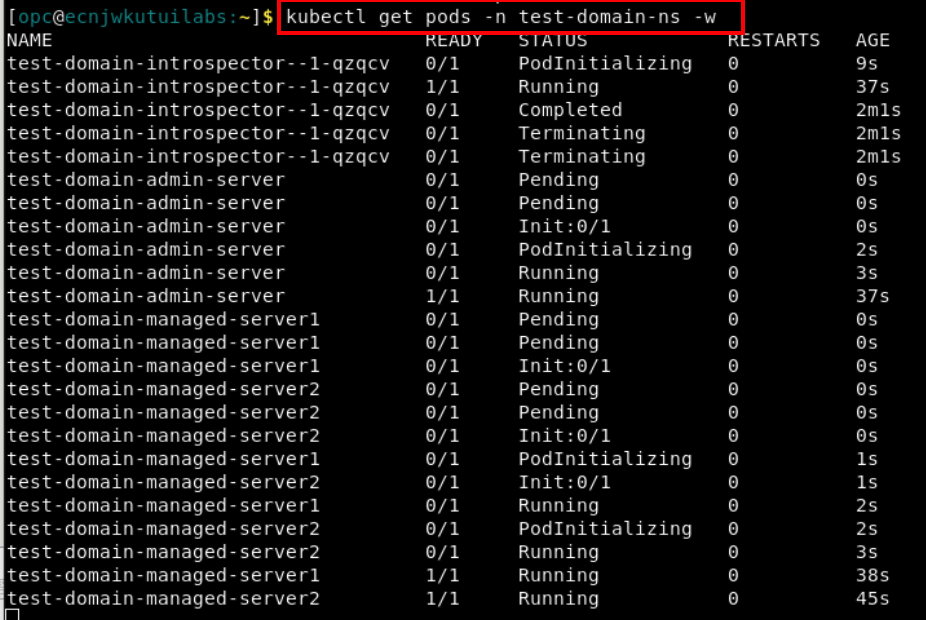 [opc@ecnjwkutuilabs:~]$ kubectl get pods -n test-domain-ns -w
NAME READY STATUS RESTARTS AGE
test-domain-introspector--1-qzqcv 0/1 PodInitializing 0 9s
test-domain-introspector--1-qzqcv 1/1 Running 0 37s
test-domain-introspector--1-qzqcv 0/1 Completed 0 2m1s
test-domain-introspector--1-qzqcv 0/1 Terminating 0 2m1s
test-domain-introspector--1-qzqcv 0/1 Terminating 0 2m1s
test-domain-admin-server 0/1 Pending 0 0s
test-domain-admin-server 0/1 Pending 0 0s
test-domain-admin-server 0/1 Init:0/1 0 0s
test-domain-admin-server 0/1 PodInitializing 0 2s
test-domain-admin-server 0/1 Running 0 3s
test-domain-admin-server 1/1 Running 0 37s
test-domain-managed-server1 0/1 Pending 0 0s
test-domain-managed-server1 0/1 Pending 0 0s
test-domain-managed-server1 0/1 Init:0/1 0 0s
test-domain-managed-server2 0/1 Pending 0 0s
test-domain-managed-server2 0/1 Pending 0 0s
test-domain-managed-server2 0/1 Init:0/1 0 0s
test-domain-managed-server1 0/1 PodInitializing 0 1s
test-domain-managed-server2 0/1 Init:0/1 0 1s
test-domain-managed-server1 0/1 Running 0 2s
test-domain-managed-server2 0/1 PodInitializing 0 2s
test-domain-managed-server2 0/1 Running 0 3s
test-domain-managed-server1 1/1 Running 0 38s
test-domain-managed-server2 1/1 Running 0 45s